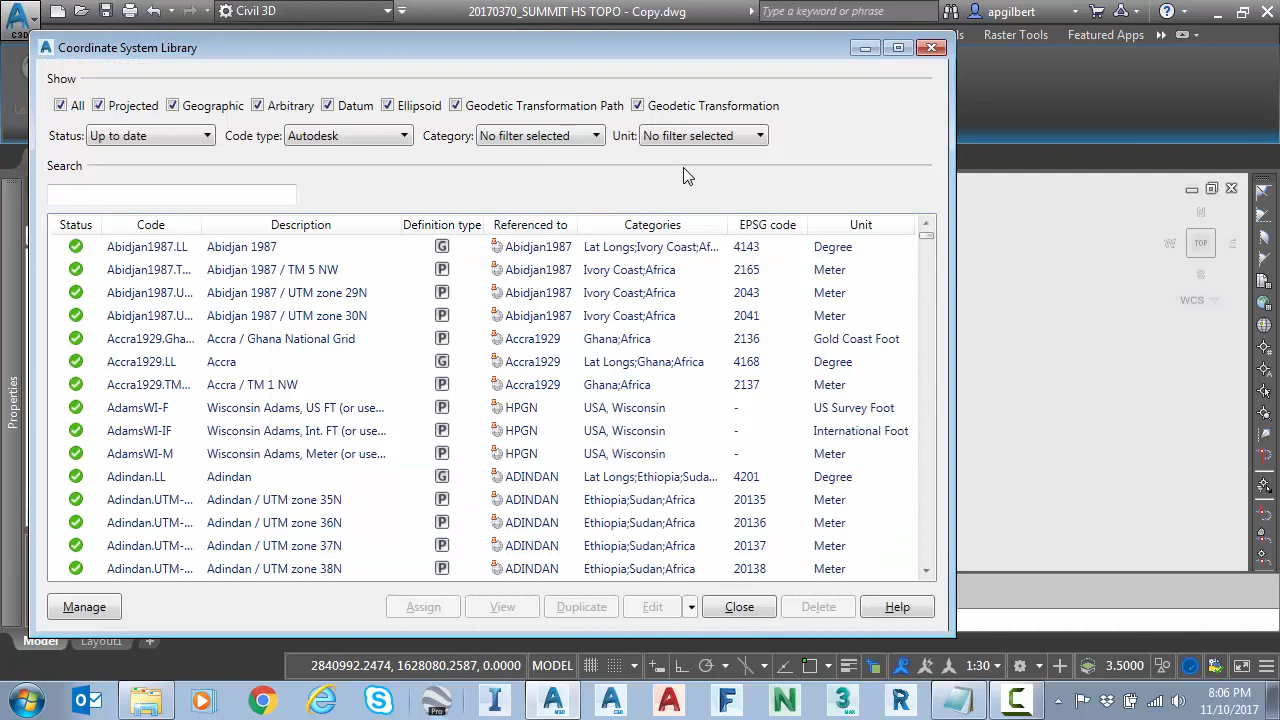 Civil 3D
20170370_SUMMIT HS TOPO - Copy.dwg
Type a keyword or phrase
apgilbert
C3D
Coordinate System Library
Raster Tools
Featured Apps
Show
All
Projected
Geographic
Arbitrary
Datum
Ellipsoid
Geodetic Transformation Path
Geodetic Transformation
Status:
Up to date
Code type:
Autodesk
Category:
No filter selected
Unit:
No filter selected
Search
Status Code Description Definition type Referenced to Categories EPSG code Unit
Abidjan1987.LL Abidjan 1987 G Abidjan1987 Lat Longs;Ivory Coast;Af... 4143 Degree
Abidjan1987.T... Abidjan 1987 / TM 5 NW P Abidjan1987 Ivory Coast;Africa 2165 Meter
Abidjan1987.U... Abidjan 1987 / UTM zone 29N P Abidjan1987 Ivory Coast;Africa 2043 Meter
Abidjan1987.U... Abidjan 1987 / UTM zone 30N P Abidjan1987 Ivory Coast;Africa 2041 Meter
Accra1929.Gha... Accra / Ghana National Grid P Accra1929 Ghana;Africa 2136 Gold Coast Foot
Accra1929.LL Accra G Accra1929 Lat Longs;Ghana;Africa 4168 Degree
Accra1929.TM... Accra / TM 1 NW P Accra1929 Ghana;Africa 2137 Meter
AdamsWI-F Wisconsin Adams, US FT (or use... P HPGN USA, Wisconsin - US Survey Foot
AdamsWI-IF Wisconsin Adams, Int. FT (or use... P HPGN USA, Wisconsin - International Foot
AdamsWI-M Wisconsin Adams, Meter (or use... P HPGN USA, Wisconsin - Meter
Adindan.LL Adindan G ADINDAN Lat Longs;Ethiopia;Suda... 4201 Degree
Adindan.UTM-... Adindan / UTM zone 35N P ADINDAN Ethiopia;Sudan;Africa 20135 Meter
Adindan.UTM-... Adindan / UTM zone 36N P ADINDAN Ethiopia;Sudan;Africa 20136 Meter
Adindan.UTM-... Adindan / UTM zone 37N P ADINDAN Ethiopia;Sudan;Africa 20137 Meter
Adindan.UTM-... Adindan / UTM zone 38N P ADINDAN Ethiopia;Sudan;Africa 20138 Meter
Manage
Assign
View
Duplicate
Edit
Close
Delete
Help
N
W
TOP
E
S
WCS
Properties
Model
Layout1
+
2840992.2474, 1628080.2587, 0.0000
MODEL
1:30
3.5000
Pro
8:06 PM
11/10/2017